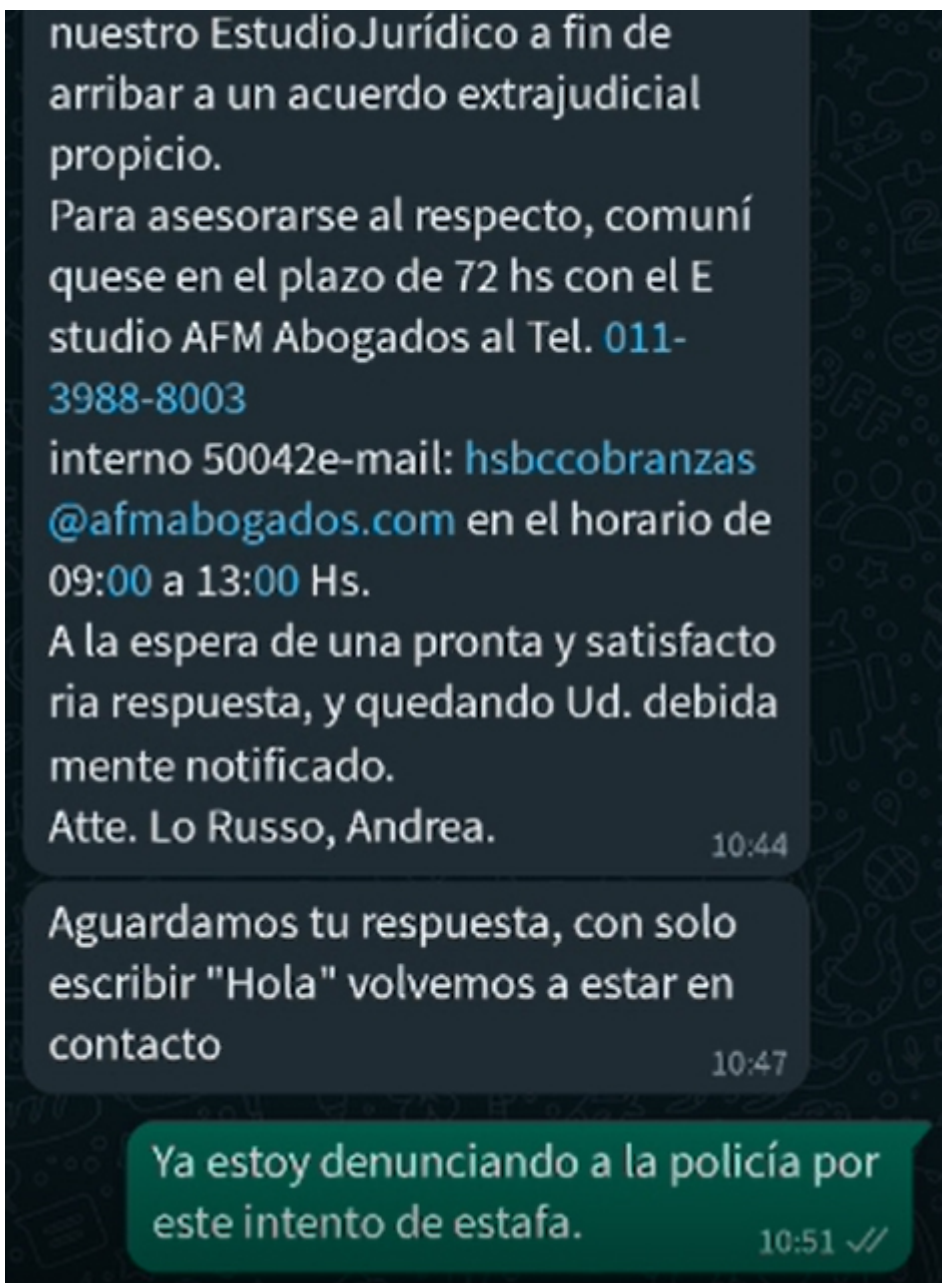 nuestro EstudioJurídico a fin de
arribar a un acuerdo extrajudicial
propicio.
Para asesorarse al respecto, comuní
quese en el plazo de 72 hs con el E
studio AFM Abogados al Tel. 011-
3988-8003
interno 50042e-mail: hsbccobranzas
@afmabogados.com en el horario de
09:00 a 13:00 Hs.
A la espera de una pronta y satisfacto
ria respuesta, y quedando Ud. debida
mente notificado.
Atte. Lo Russo, Andrea.
10:44
Aguardamos tu respuesta, con solo
escribir "Hola" volvemos a estar en
contacto
10:47
Ya estoy denunciando a la policía por
este intento de estafa.
10:51